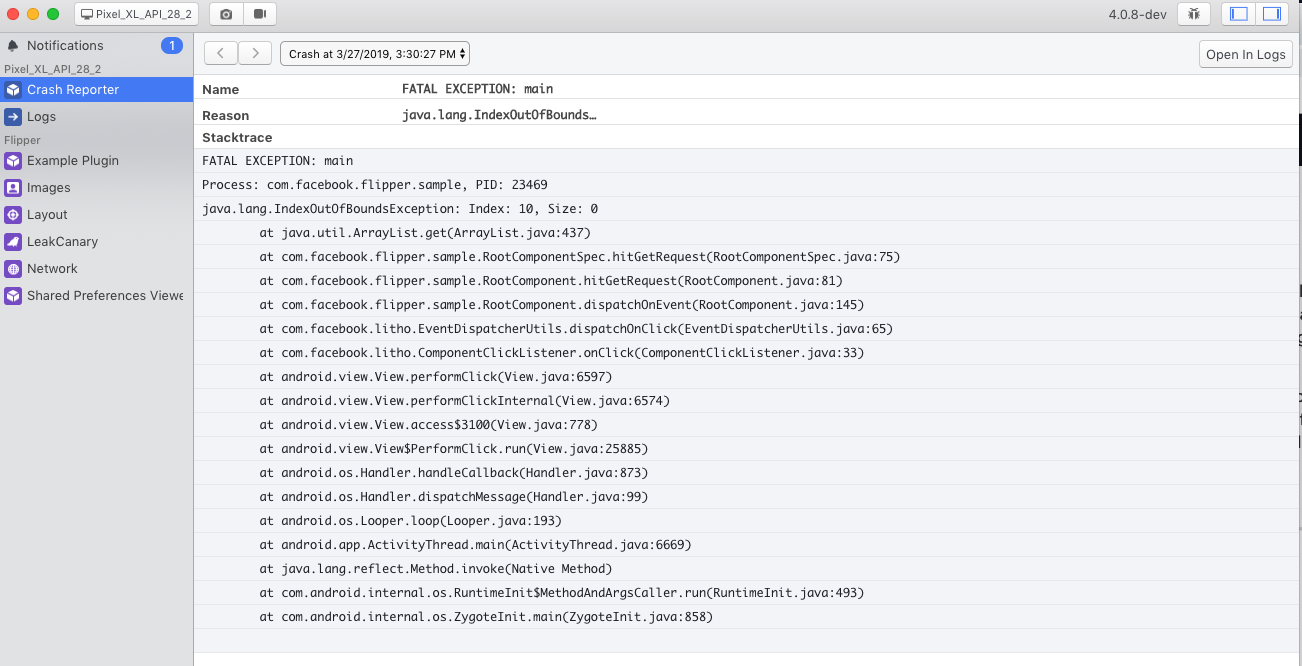 Pixel_XL_API_28_2
4.0.8-dev
Notifications 1
Pixel_XL_API_28_2
Crash Reporter
Logs
Flipper
Example Plugin
Images
Layout
LeakCanary
Network
Shared Preferences Viewe
Crash at 3/27/2019, 3:30:27 PM
Open In Logs
Name FATAL EXCEPTION: main
Reason java.lang.IndexOutOfBounds…
Stacktrace
FATAL EXCEPTION: main
Process: com.facebook.flipper.sample, PID: 23469
java.lang.IndexOutOfBoundsException: Index: 10, Size: 0
at java.util.ArrayList.get(ArrayList.java:437)
at com.facebook.flipper.sample.RootComponentSpec.hitGetRequest(RootComponentSpec.java:75)
at com.facebook.flipper.sample.RootComponent.hitGetRequest(RootComponent.java:81)
at com.facebook.flipper.sample.RootComponent.dispatchOnEvent(RootComponent.java:145)
at com.facebook.litho.EventDispatcherUtils.dispatchOnClick(EventDispatcherUtils.java:65)
at com.facebook.litho.ComponentClickListener.onClick(ComponentClickListener.java:33)
at android.view.View.performClick(View.java:6597)
at android.view.View.performClickInternal(View.java:6574)
at android.view.View.access$3100(View.java:778)
at android.view.View$PerformClick.run(View.java:25885)
at android.os.Handler.handleCallback(Handler.java:873)
at android.os.Handler.dispatchMessage(Handler.java:99)
at android.os.Looper.loop(Looper.java:193)
at android.app.ActivityThread.main(ActivityThread.java:6669)
at java.lang.reflect.Method.invoke(Native Method)
at com.android.internal.os.RuntimeInit$MethodAndArgsCaller.run(RuntimeInit.java:493)
at com.android.internal.os.ZygoteInit.main(ZygoteInit.java:858)